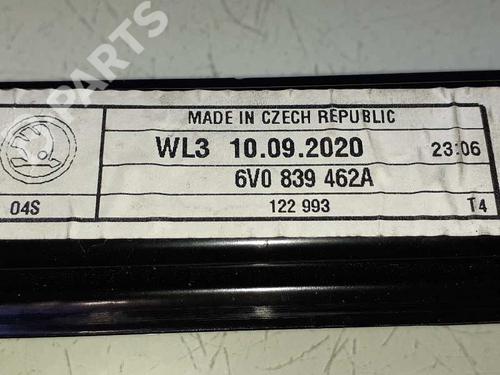 PARTS
MADE IN CZECH REPUBLIC
WL3 10.09.2020 23:06
6V0 839 462A
04S 122 993 T4